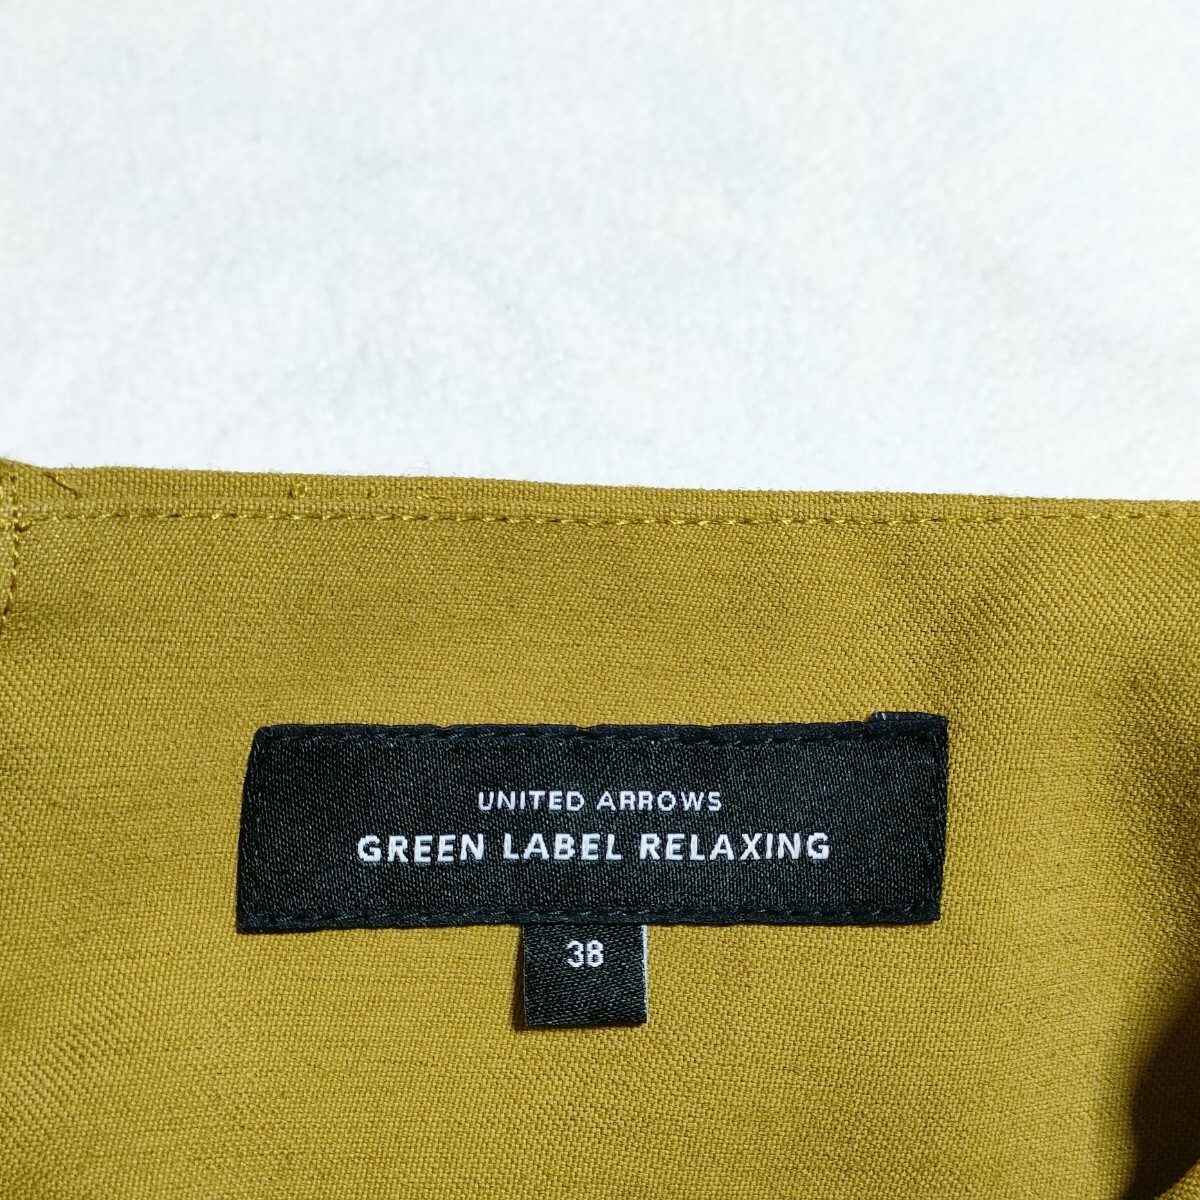 UNITED ARROWS
GREEN LABEL RELAXING
38